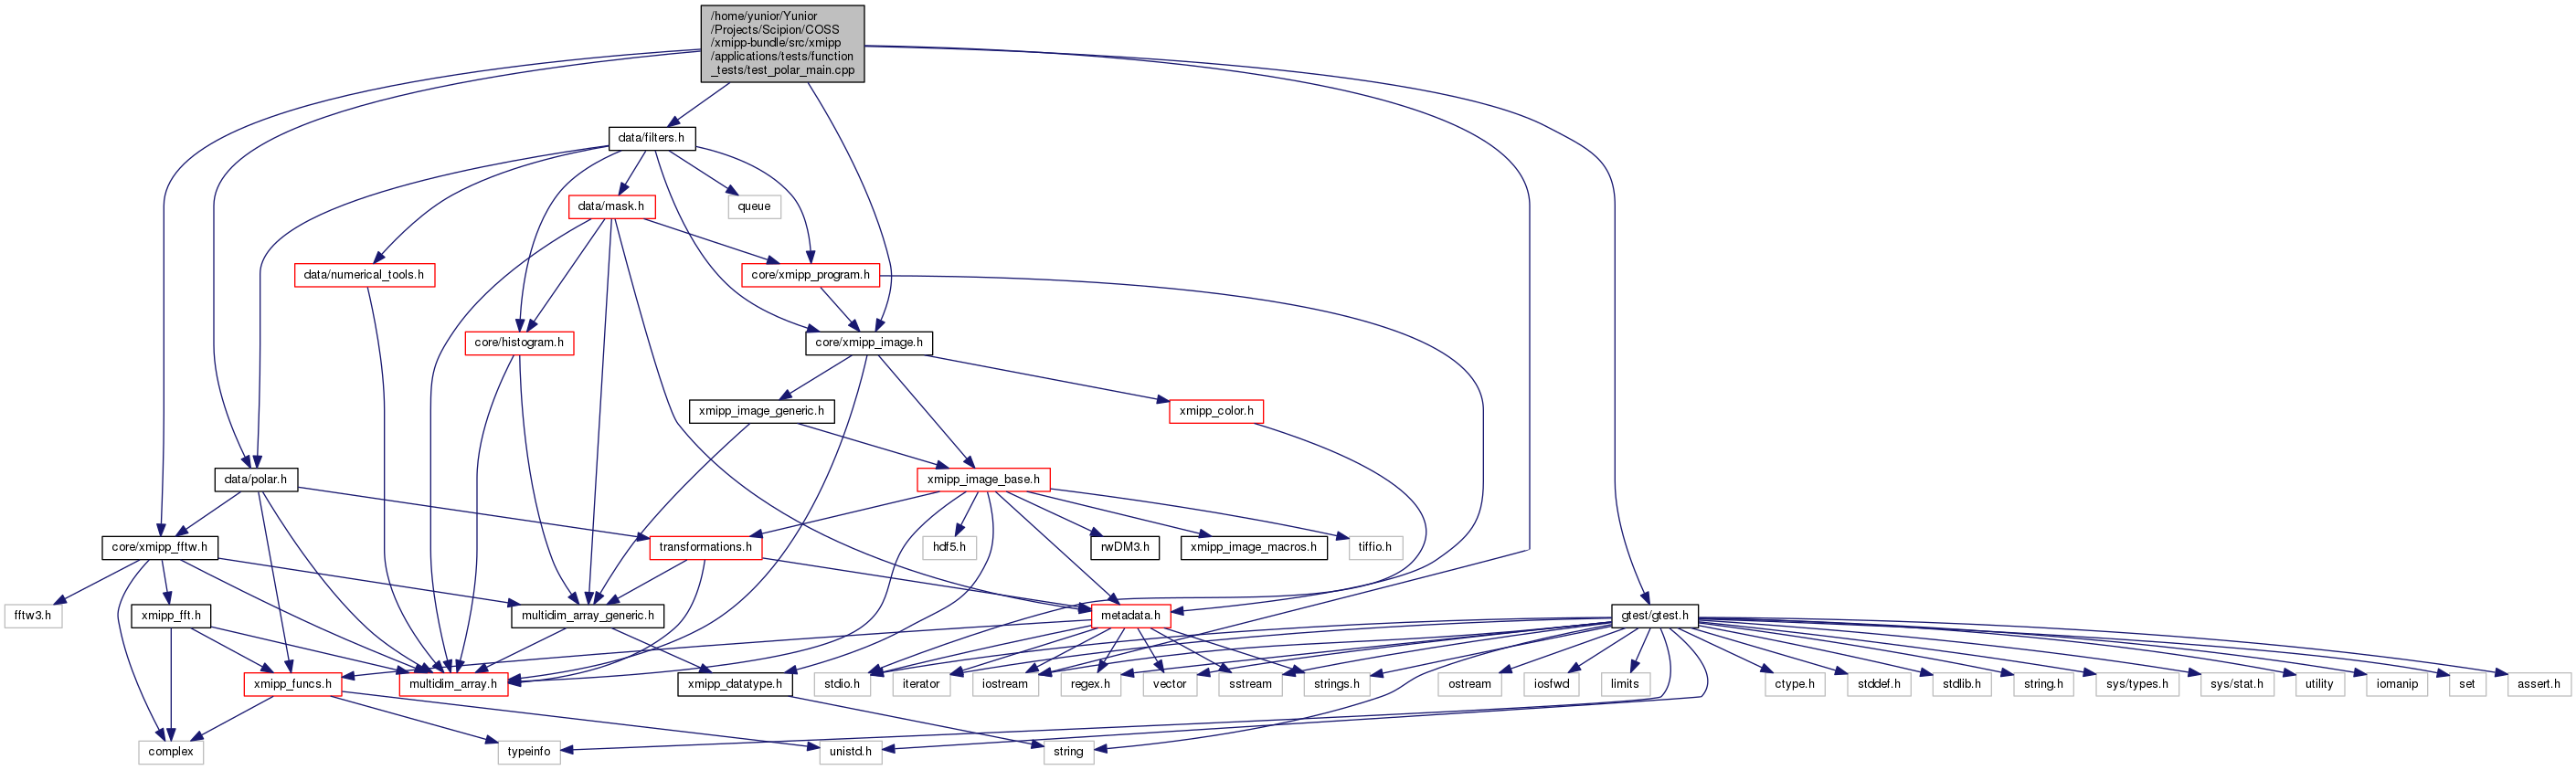 /home/yunior/Yunior
/Projects/Scipion/COSS
/xmipp-bundle/src/xmipp
/applications/tests/function
_tests/test_polar_main.cpp
data/filters.h
data/mask.h
queue
data/numerical_tools.h
core/xmipp_program.h
core/histogram.h
core/xmipp_image.h
xmipp_image_generic.h
xmipp_color.h
data/polar.h
xmipp_image_base.h
core/xmipp_fftw.h
transformations.h
hdf5.h
rwDM3.h
xmipp_image_macros.h
tiffio.h
fftw3.h
xmipp_fft.h
multidim_array_generic.h
metadata.h
gtest/gtest.h
xmipp_funcs.h
multidim_array.h
xmipp_datatype.h
stdio.h
iterator
iostream
regex.h
vector
sstream
strings.h
ostream
iosfwd
limits
ctype.h
stddef.h
stdlib.h
string.h
sys/types.h
sys/stat.h
utility
iomanip
set
assert.h
complex
typeinfo
unistd.h
string